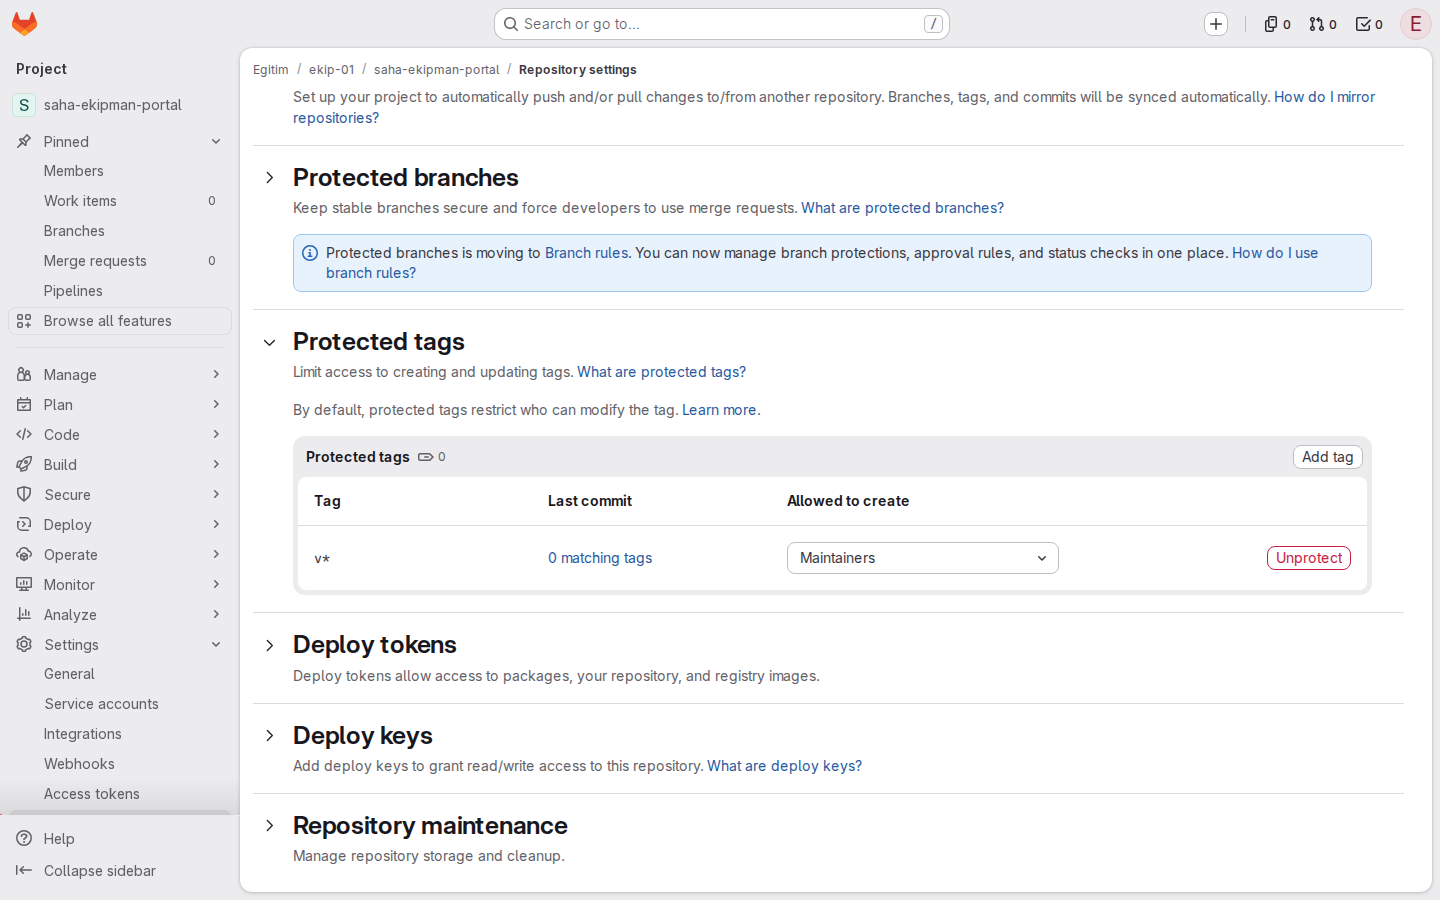 Search or go to...
/
0
0
0
E
Project
S
saha-ekipman-portal
Pinned
Members
Work items 0
Branches
Merge requests 0
Pipelines
Browse all features
Manage
Plan
Code
Build
Secure
Deploy
Operate
Monitor
Analyze
Settings
General
Service accounts
Integrations
Webhooks
Access tokens
Help
Collapse sidebar
Egitim / ekip-01 / saha-ekipman-portal / Repository settings
Set up your project to automatically push and/or pull changes to/from another repository. Branches, tags, and commits will be synced automatically. How do I mirror
repositories?
Protected branches
Keep stable branches secure and force developers to use merge requests. What are protected branches?
Protected branches is moving to Branch rules. You can now manage branch protections, approval rules, and status checks in one place. How do I use
branch rules?
Protected tags
Limit access to creating and updating tags. What are protected tags?
By default, protected tags restrict who can modify the tag. Learn more.
Protected tags 0
Add tag
Tag Last commit Allowed to create
v* 0 matching tags Maintainers Unprotect
Deploy tokens
Deploy tokens allow access to packages, your repository, and registry images.
Deploy keys
Add deploy keys to grant read/write access to this repository. What are deploy keys?
Repository maintenance
Manage repository storage and cleanup.